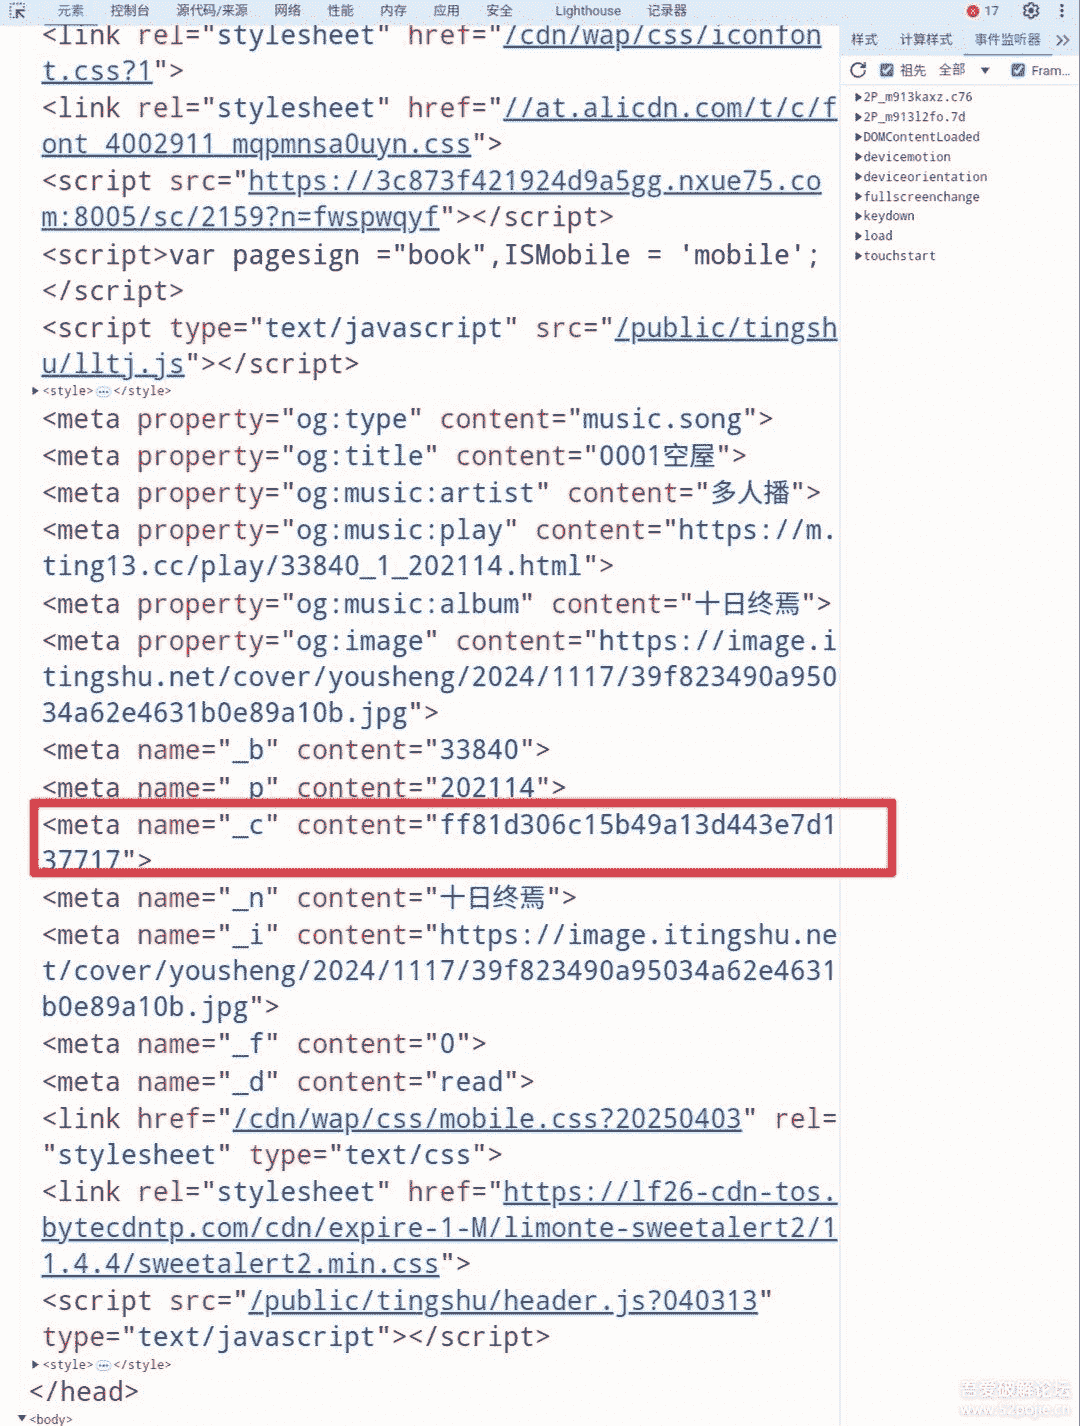 元素 控制台 源代码/来源 网络 性能 内存 应用 安全 Lighthouse 记录器 17
<link rel="stylesheet" href="/cdn/wap/css/iconfon
t.css?1">
<link rel="stylesheet" href="//at.alicdn.com/t/c/f
ont_4002911_mqpmnsa0uyn.css">
<script src="https://3c873f421924d9a5gg.nxue75.co
m:8005/sc/2159?n=fwspwqyf"></script>
<script>var pagesign ="book",ISMobile = 'mobile';
</script>
<script type="text/javascript" src="/public/tingsh
u/lltj.js"></script>
<style>…</style>
<meta property="og:type" content="music.song">
<meta property="og:title" content="0001空屋">
<meta property="og:music:artist" content="多人播">
<meta property="og:music:play" content="https://m.
ting13.cc/play/33840_1_202114.html">
<meta property="og:music:album" content="十日终焉">
<meta property="og:image" content="https://image.i
tingshu.net/cover/yousheng/2024/1117/39f823490a950
34a62e4631b0e89a10b.jpg">
<meta name="_b" content="33840">
<meta name="_p" content="202114">
<meta name="_c" content="ff81d306c15b49a13d443e7d1
37717">
<meta name="_n" content="十日终焉">
<meta name="_i" content="https://image.itingshu.ne
t/cover/yousheng/2024/1117/39f823490a95034a62e4631
b0e89a10b.jpg">
<meta name="_f" content="0">
<meta name="_d" content="read">
<link href="/cdn/wap/css/mobile.css?20250403" rel=
"stylesheet" type="text/css">
<link rel="stylesheet" href="https://lf26-cdn-tos.
bytecdntp.com/cdn/expire-1-M/limonte-sweetalert2/1
1.4.4/sweetalert2.min.css">
<script src="/public/tingshu/header.js?040313"
type="text/javascript"></script>
<style>…</style>
</head>
<body>
样式 计算样式 事件监听器
祖先 全部 Fram...
2P_m913kaxz.c76
2P_m913l2fo.7d
DOMContentLoaded
devicemotion
deviceorientation
fullscreenchange
keydown
load
touchstart
吾爱破解论坛
www.52pojie.cn